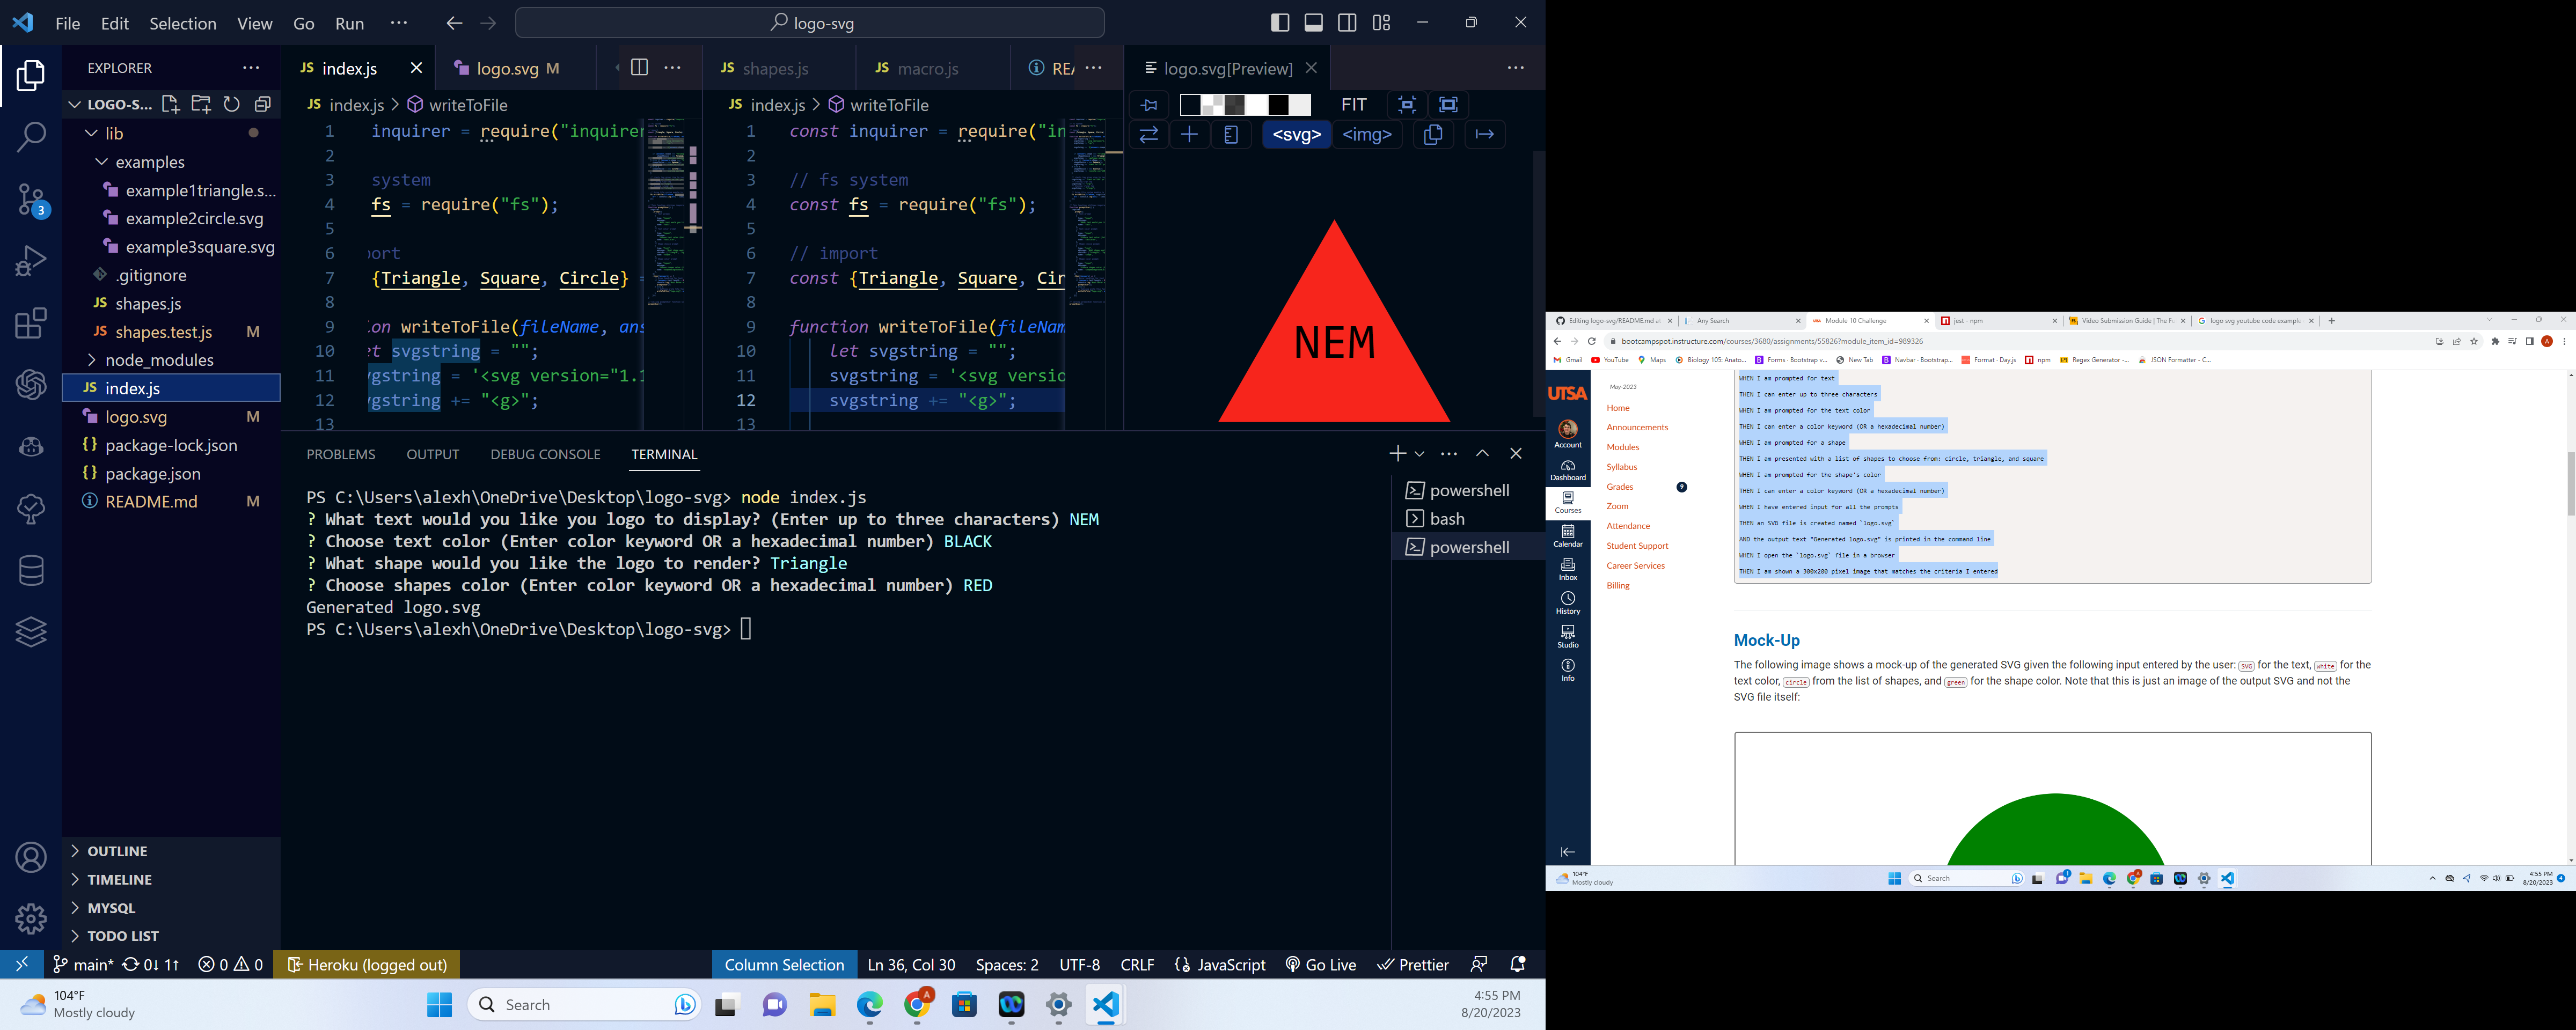 File Edit Selection View Go Run ...
logo-svg
EXPLORER
LOGO-S...
lib
examples
example1triangle.s...
example2circle.svg
example3square.svg
.gitignore
JS shapes.js
JS shapes.test.js M
node_modules
JS index.js
logo.svg M
{} package-lock.json
{} package.json
README.md M
OUTLINE
TIMELINE
MYSQL
TODO LIST
3
JS index.js
logo.svg M
JS index.js > writeToFile
1 inquirer = require("inquirer
2
3 system
4 fs = require("fs");
5
6 port
7 {Triangle, Square, Circle} =
8
9 ion writeToFile(fileName, ans
10 et svgstring = "";
11 vgstring = '<svg version="1.1
12 vgstring += "<g>";
13
JS shapes.js
JS macro.js
REA
JS index.js > writeToFile
1 const inquirer = require("in
2
3 // fs system
4 const fs = require("fs");
5
6 // import
7 const {Triangle, Square, Cir
8
9 function writeToFile(fileNam
10 let svgstring = "";
11 svgstring = '<svg versio
12 svgstring += "<g>";
13
logo.svg[Preview]
FIT
<svg> <img>
NEM
PROBLEMS OUTPUT DEBUG CONSOLE TERMINAL
PS C:\Users\alexh\OneDrive\Desktop\logo-svg> node index.js
? What text would you like you logo to display? (Enter up to three characters) NEM
? Choose text color (Enter color keyword OR a hexadecimal number) BLACK
? What shape would you like the logo to render? Triangle
? Choose shapes color (Enter color keyword OR a hexadecimal number) RED
Generated logo.svg
PS C:\Users\alexh\OneDrive\Desktop\logo-svg>
powershell
bash
powershell
main* 0↓ 1↑ 0 0 Heroku (logged out)
Column Selection Ln 36, Col 30 Spaces: 2 UTF-8 CRLF JavaScript Go Live Prettier
104°F
Mostly cloudy
Search
4:55 PM
8/20/2023
Editing logo-svg/README.md at
Any Search
Module 10 Challenge
jest - npm
Video Submission Guide | The F
logo svg youtube code example
bootcampspot.instructure.com/courses/3680/assignments/55826?module_item_id=989326
Gmail YouTube Maps Biology 105: Anato... Forms · Bootstrap v... New Tab Navbar · Bootstrap... Format · Day.js npm Regex Generator -... JSON Formatter - C...
UTSA
Account
Dashboard
Courses
Calendar
Inbox
History
Studio
Info
May-2023
Home
Announcements
Modules
Syllabus
Grades 9
Zoom
Attendance
Student Support
Career Services
Billing
WHEN I am prompted for text
THEN I can enter up to three characters
WHEN I am prompted for the text color
THEN I can enter a color keyword (OR a hexadecimal number)
WHEN I am prompted for a shape
THEN I am presented with a list of shapes to choose from: circle, triangle, and square
WHEN I am prompted for the shape's color
THEN I can enter a color keyword (OR a hexadecimal number)
WHEN I have entered input for all the prompts
THEN an SVG file is created named `logo.svg`
AND the output text "Generated logo.svg" is printed in the command line
WHEN I open the `logo.svg` file in a browser
THEN I am shown a 300x200 pixel image that matches the criteria I entered
Mock-Up
The following image shows a mock-up of the generated SVG given the following input entered by the user: SVG for the text, white for the
text color, circle from the list of shapes, and green for the shape color. Note that this is just an image of the output SVG and not the
SVG file itself:
104°F
Mostly cloudy
Search
4:55 PM
8/20/2023